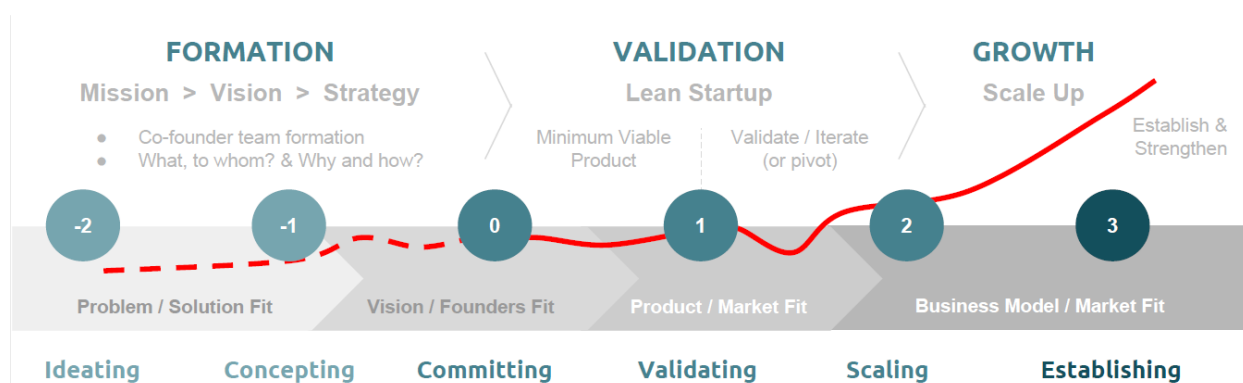 FORMATION
VALIDATION
GROWTH
Mission > Vision > Strategy
Lean Startup
Scale Up
● Co-founder team formation
● What, to whom? & Why and how?
Minimum Viable
Product
Validate / Iterate
(or pivot)
Establish &
Strengthen
-2
-1
0
1
2
3
Problem / Solution Fit
Vision / Founders Fit
Product / Market Fit
Business Model / Market Fit
Ideating
Concepting
Committing
Validating
Scaling
Establishing